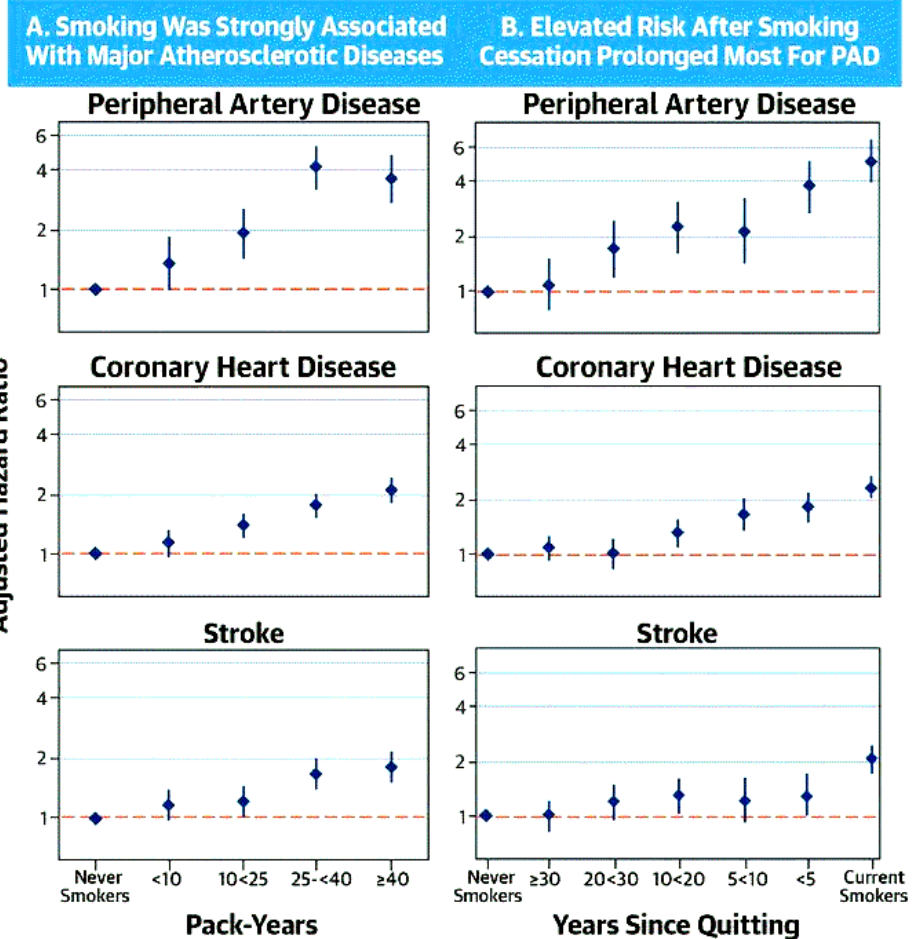 A. Smoking Was Strongly Associated
With Major Atherosclerotic Diseases
B. Elevated Risk After Smoking
Cessation Prolonged Most For PAD
Peripheral Artery Disease
6
4
2
1
Peripheral Artery Disease
6
4
2
1
Adjusted Hazard Ratio
Coronary Heart Disease
6
4
2
1
Coronary Heart Disease
6
4
2
1
Stroke
6
4
2
1
Never
Smokers
<10
10<25
25-<40
≥40
Pack-Years
Stroke
6
4
2
1
Never
Smokers
≥30
20<30
10<20
5<10
<5
Current
Smokers
Years Since Quitting